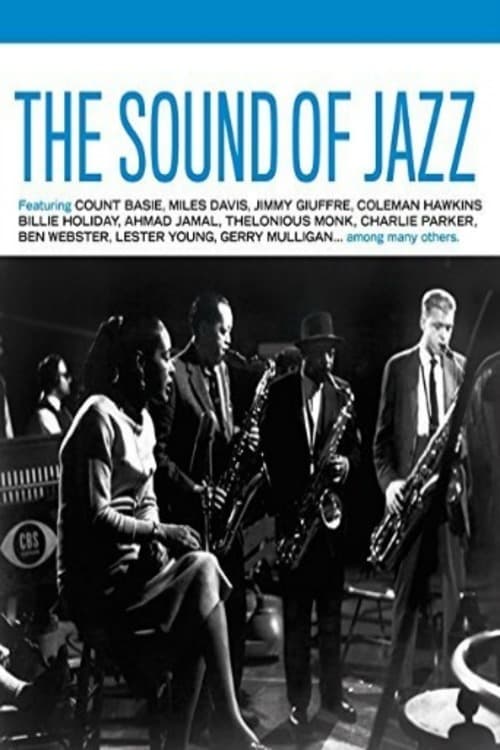 THE SOUND OF JAZZ
Featuring COUNT BASIE, MILES DAVIS, JIMMY GIUFFRE, COLEMAN HAWKINS
BILLIE HOLIDAY, AHMAD JAMAL, THELONIOUS MONK, CHARLIE PARKER,
BEN WEBSTER, LESTER YOUNG, GERRY MULLIGAN... among many others.
CBS